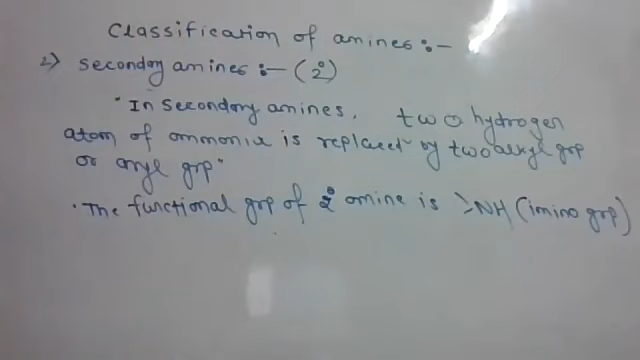 Classification of amines :-
2) Secondary amines :- (2°)
"In Secondary amines, two hydrogen
atom of ammonia is replaced by two alkyl grp
or aryl grp"
• The functional grp of 2° amine is >NH (imino grp)